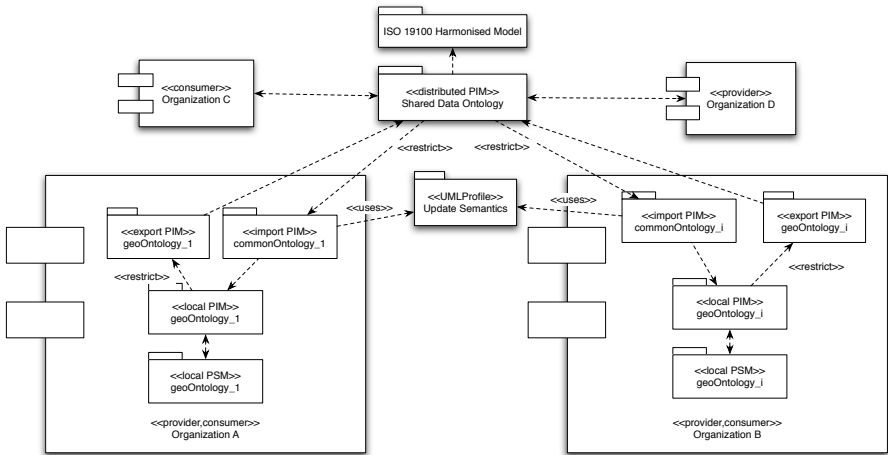 ISO 19100 Harmonised Model
<<consumer>>
Organization C
<<distributed PIM>>
Shared Data Ontology
<<provider>>
Organization D
<<restrict>>
<<restrict>>
<<UMLProfile>>
Update Semantics
<<uses>>
<<uses>>
<<export PIM>>
geoOntology_1
<<import PIM>>
commonOntology_1
<<restrict>>
<<local PIM>>
geoOntology_1
<<local PSM>>
geoOntology_1
<<provider,consumer>>
Organization A
<<import PIM>>
commonOntology_i
<<export PIM>>
geoOntology_i
<<restrict>>
<<local PIM>>
geoOntology_i
<<local PSM>>
geoOntology_i
<<provider,consumer>>
Organization B